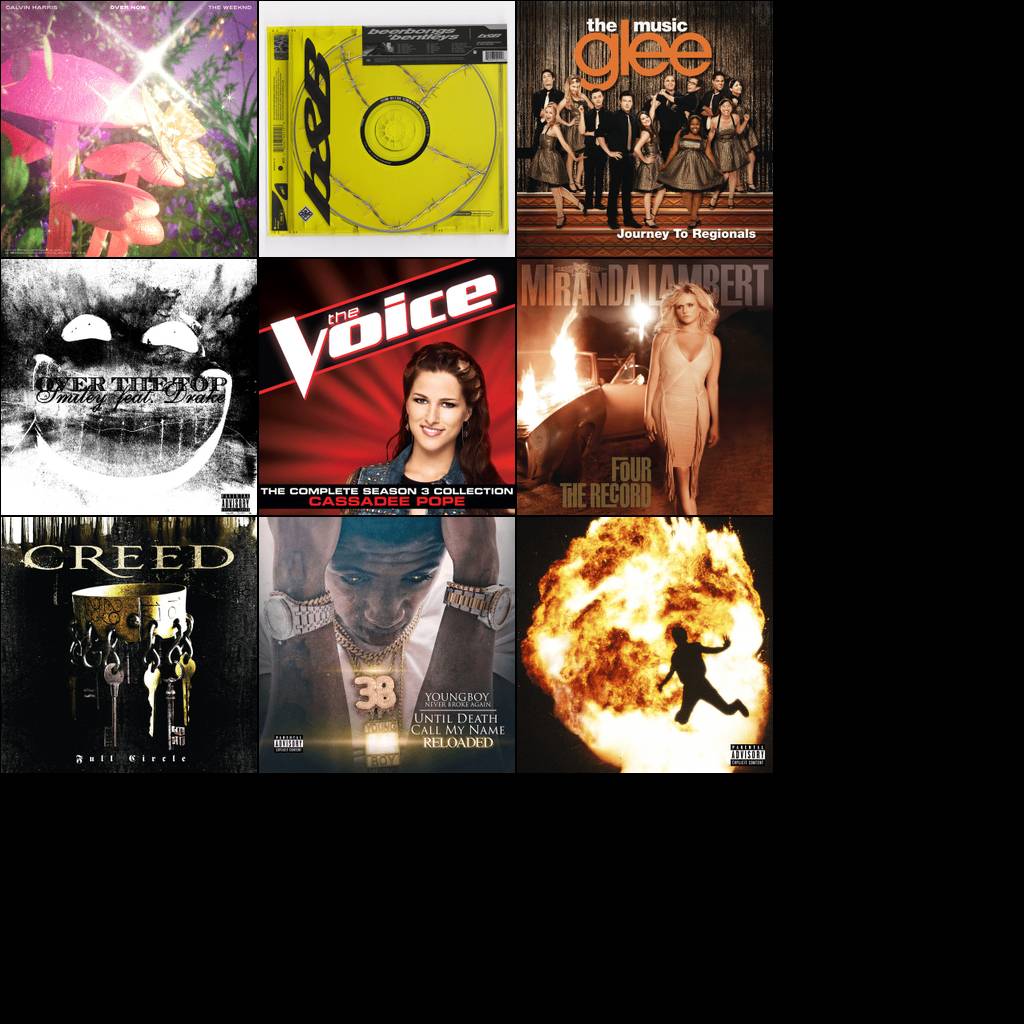 CALVIN HARRIS
OVER NOW
THE WEEKND
beerbongs
bentleys
b&b
the music
glee
Journey To Regionals
OVER THE TOP
Smiley feat. Drake
PARENTAL
ADVISORY
EXPLICIT CONTENT
the
Voice
THE COMPLETE SEASON 3 COLLECTION
CASSADEE POPE
MIRANDA LAMBERT
FOUR
THE RECORD
CREED
Full Circle
38
YOUNG
BOY
YOUNGBOY
NEVER BROKE AGAIN
UNTIL DEATH
CALL MY NAME
RELOADED
PARENTAL
ADVISORY
EXPLICIT CONTENT
PARENTAL
ADVISORY
EXPLICIT CONTENT